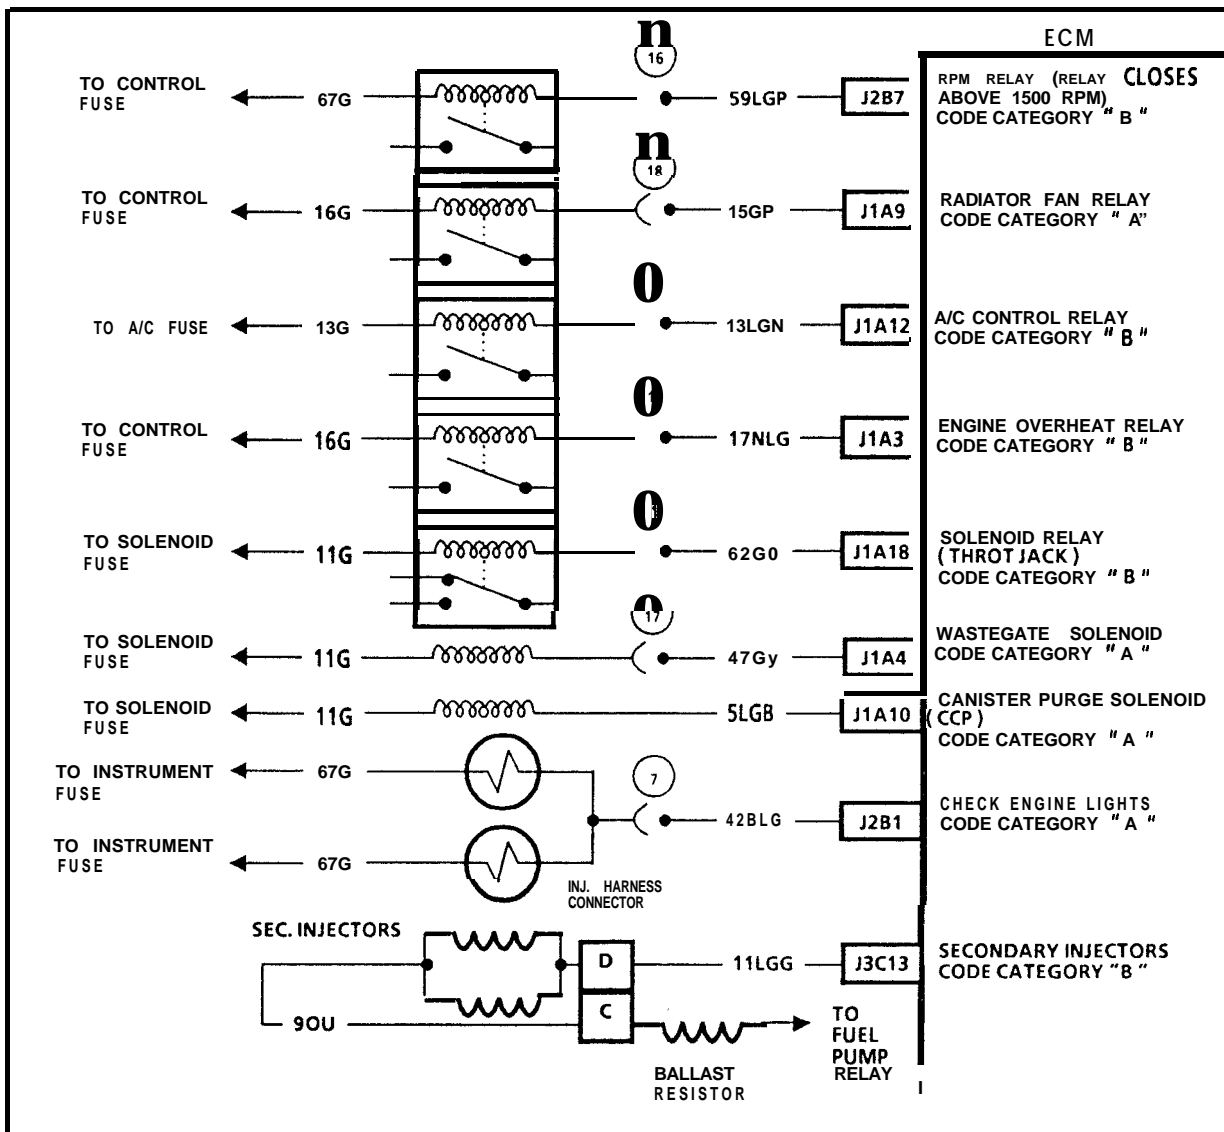 ECM
n
16
TO CONTROL
FUSE
67G
59LGP
J2B7
RPM RELAY (RELAY CLOSES
ABOVE 1500 RPM)
CODE CATEGORY "B"
n
18
TO CONTROL
FUSE
16G
15GP
J1A9
RADIATOR FAN RELAY
CODE CATEGORY "A"
0
TO A/C FUSE
13G
13LGN
J1A12
A/C CONTROL RELAY
CODE CATEGORY "B"
0
TO CONTROL
FUSE
16G
17NLG
J1A3
ENGINE OVERHEAT RELAY
CODE CATEGORY "B"
0
TO SOLENOID
FUSE
11G
62G0
J1A18
SOLENOID RELAY
(THROT JACK)
CODE CATEGORY "B"
17
TO SOLENOID
FUSE
11G
47Gy
J1A4
WASTEGATE SOLENOID
CODE CATEGORY "A"
TO SOLENOID
FUSE
11G
5LGB
J1A10
CANISTER PURGE SOLENOID
(CCP)
CODE CATEGORY "A"
TO INSTRUMENT
FUSE
67G
7
42BLG
J2B1
CHECK ENGINE LIGHTS
CODE CATEGORY "A"
TO INSTRUMENT
FUSE
67G
INJ. HARNESS
CONNECTOR
SEC. INJECTORS
D
11LGG
J3C13
SECONDARY INJECTORS
CODE CATEGORY "B"
90U
C
TO
FUEL
PUMP
RELAY
BALLAST
RESISTOR